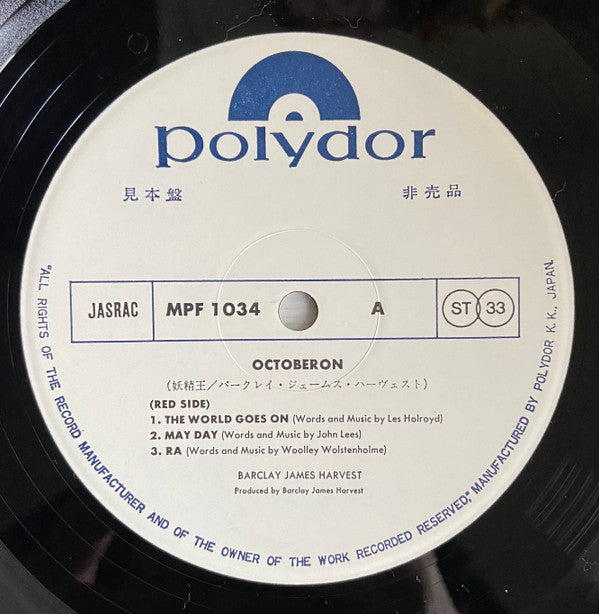 polydor
見本盤 非売品
JASRAC MPF 1034 A ST 33
OCTOBERON
(妖精王/バークレイ・ジェームス・ハーヴェスト)
(RED SIDE)
1. THE WORLD GOES ON (Words and Music by Les Holroyd)
2. MAY DAY (Words and Music by John Lees)
3. RA (Words and Music by Woolley Wolstenholme)
BARCLAY JAMES HARVEST
Produced by Barclay James Harvest
"ALL RIGHTS OF THE RECORD MANUFACTURER AND OF THE OWNER OF THE WORK RECORDED RESERVED," MANUFACTURED BY POLYDOR K. K., JAPAN.